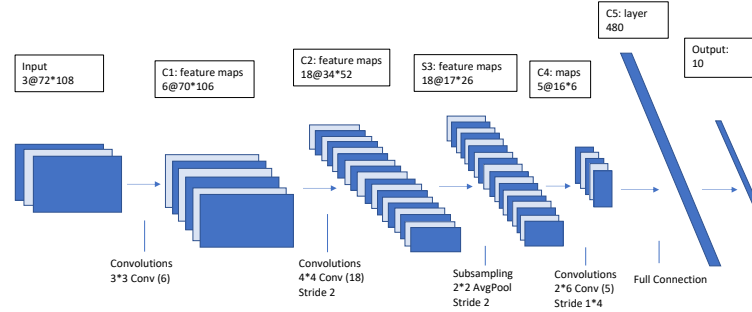 Input
3@72*108
C1: feature maps
6@70*106
C2: feature maps
18@34*52
S3: feature maps
18@17*26
C4: maps
5@16*6
C5: layer
480
Output:
10
Convolutions
3*3 Conv (6)
Convolutions
4*4 Conv (18)
Stride 2
Subsampling
2*2 AvgPool
Stride 2
Convolutions
2*6 Conv (5)
Stride 1*4
Full Connection